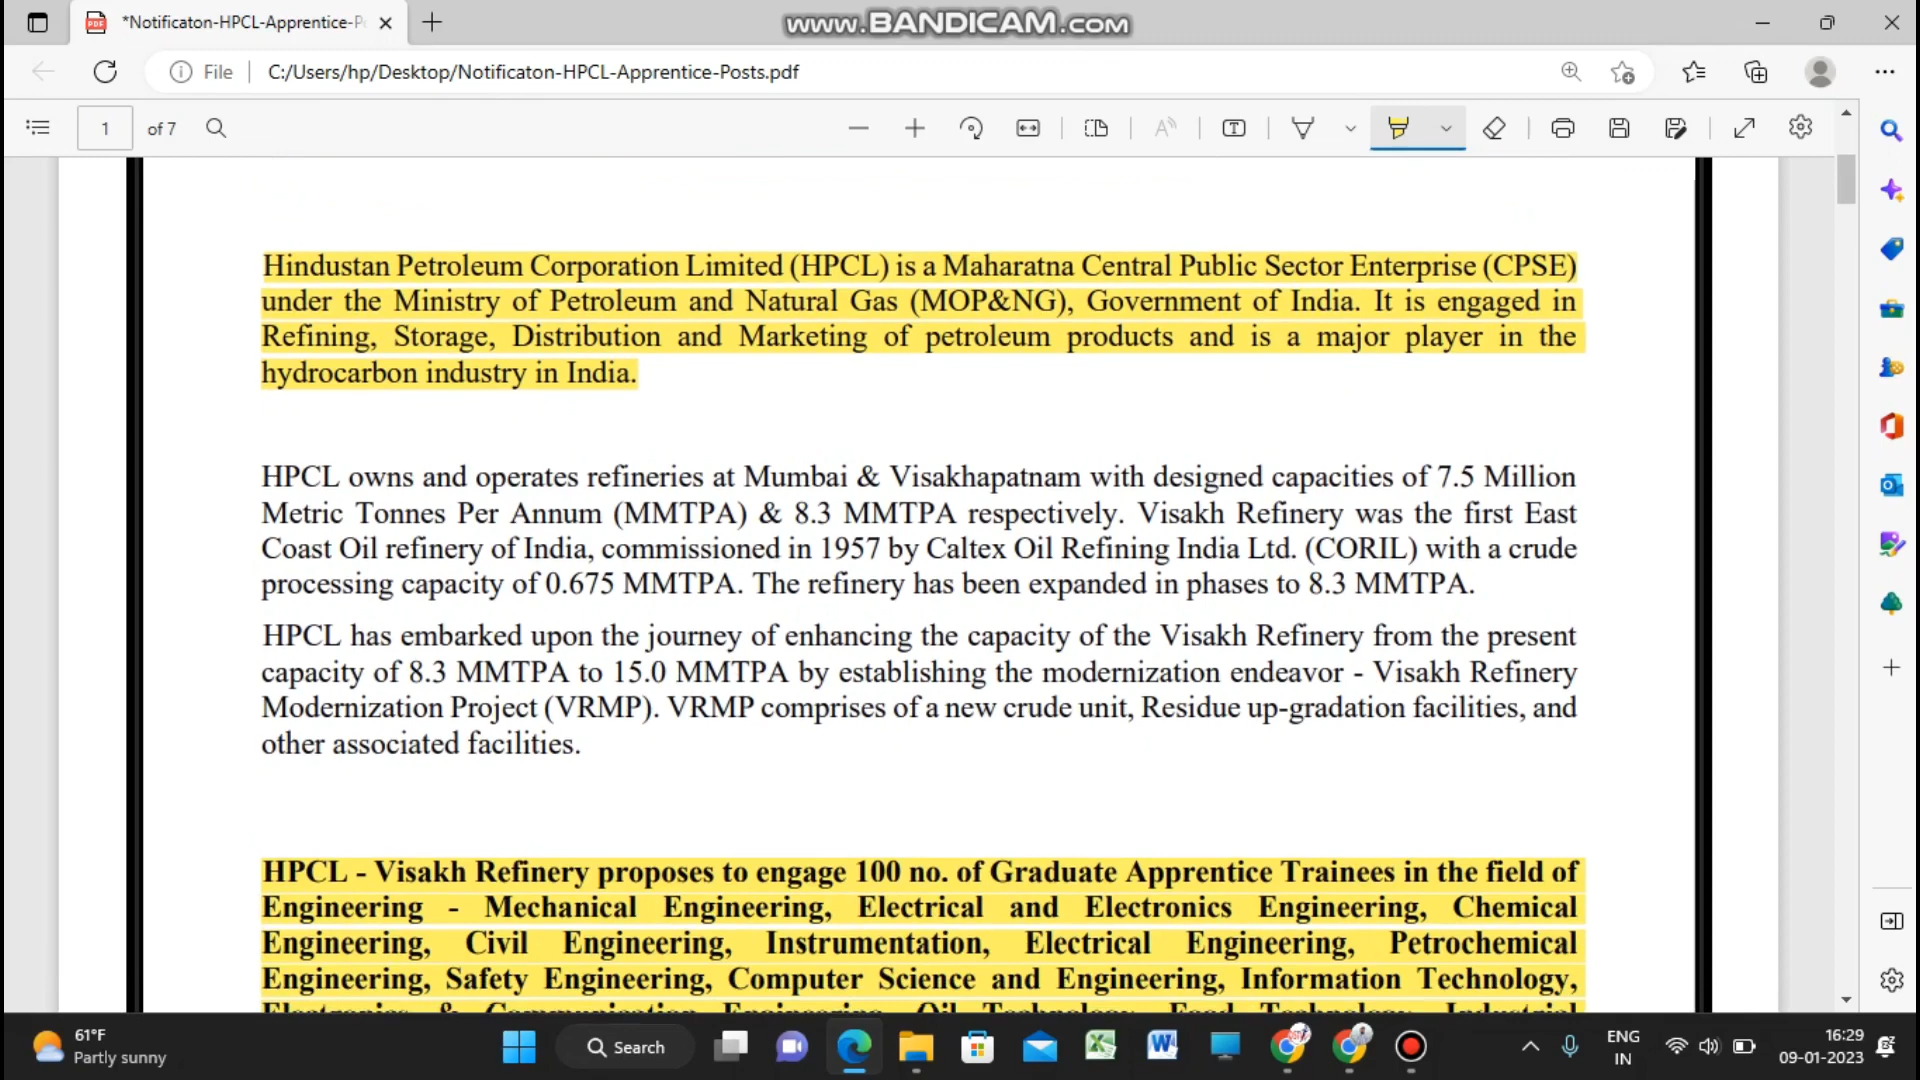 *Notificaton-HPCL-Apprentice-P
www.BANDICAM.com
File
C:/Users/hp/Desktop/Notificaton-HPCL-Apprentice-Posts.pdf
1 of 7
Hindustan Petroleum Corporation Limited (HPCL) is a Maharatna Central Public Sector Enterprise (CPSE)
under the Ministry of Petroleum and Natural Gas (MOP&NG), Government of India. It is engaged in
Refining, Storage, Distribution and Marketing of petroleum products and is a major player in the
hydrocarbon industry in India.
HPCL owns and operates refineries at Mumbai & Visakhapatnam with designed capacities of 7.5 Million
Metric Tonnes Per Annum (MMTPA) & 8.3 MMTPA respectively. Visakh Refinery was the first East
Coast Oil refinery of India, commissioned in 1957 by Caltex Oil Refining India Ltd. (CORIL) with a crude
processing capacity of 0.675 MMTPA. The refinery has been expanded in phases to 8.3 MMTPA.
HPCL has embarked upon the journey of enhancing the capacity of the Visakh Refinery from the present
capacity of 8.3 MMTPA to 15.0 MMTPA by establishing the modernization endeavor - Visakh Refinery
Modernization Project (VRMP). VRMP comprises of a new crude unit, Residue up-gradation facilities, and
other associated facilities.
HPCL - Visakh Refinery proposes to engage 100 no. of Graduate Apprentice Trainees in the field of
Engineering - Mechanical Engineering, Electrical and Electronics Engineering, Chemical
Engineering, Civil Engineering, Instrumentation, Electrical Engineering, Petrochemical
Engineering, Safety Engineering, Computer Science and Engineering, Information Technology,
Electronics & Communication Engineering, Oil Technology, Food Technology, Industrial
61°F
Partly sunny
Search
ENG
IN
16:29
09-01-2023